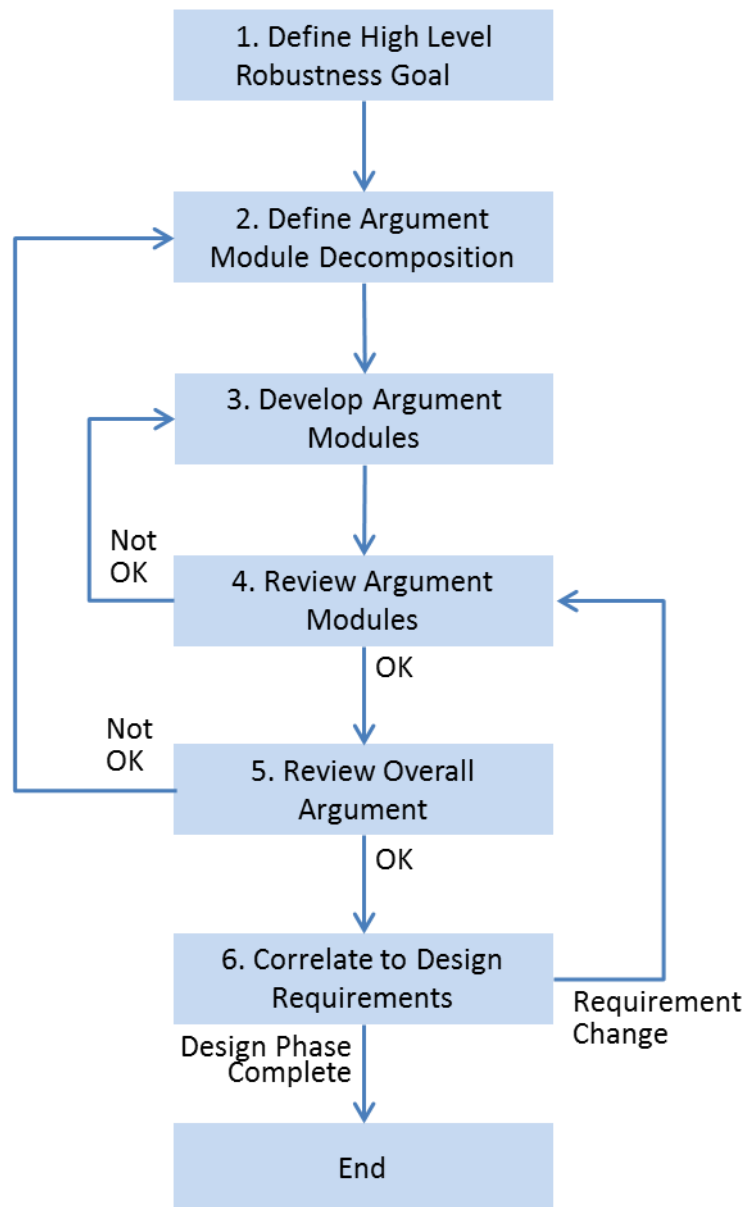 1. Define High Level
Robustness Goal
2. Define Argument
Module Decomposition
3. Develop Argument
Modules
Not
OK
4. Review Argument
Modules
OK
Not
OK
5. Review Overall
Argument
OK
6. Correlate to Design
Requirements
Requirement
Change
Design Phase
Complete
End